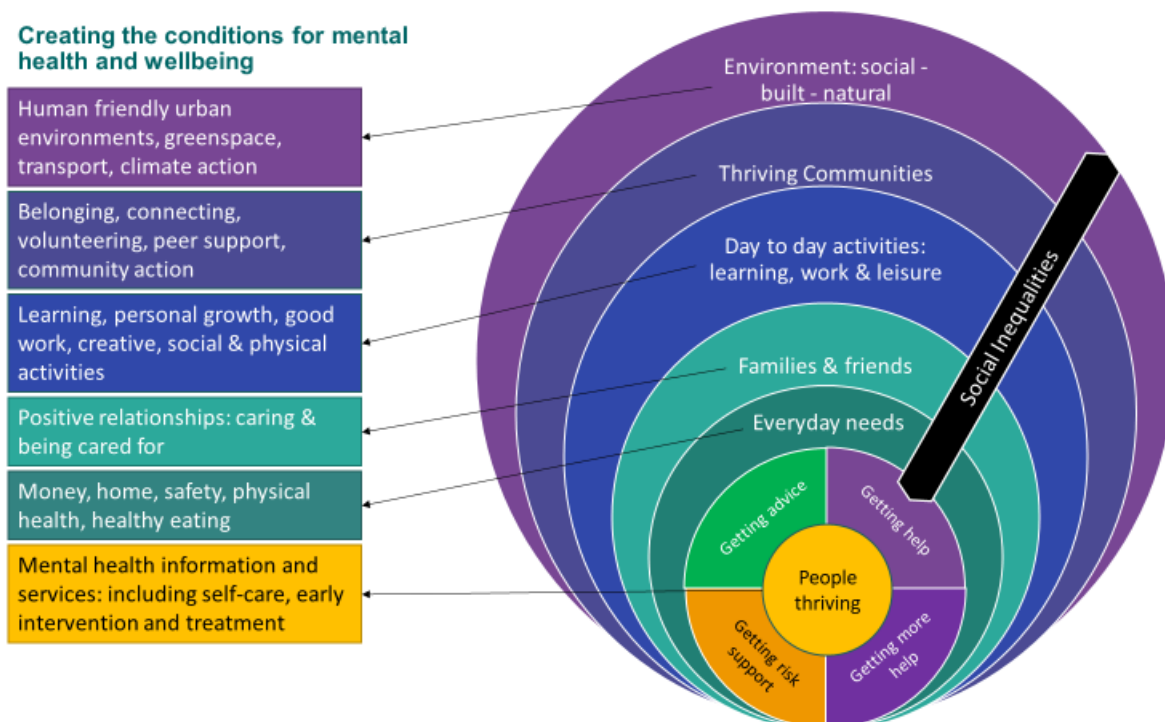 Creating the conditions for mental
health and wellbeing
Human friendly urban
environments, greenspace,
transport, climate action
Belonging, connecting,
volunteering, peer support,
community action
Learning, personal growth, good
work, creative, social & physical
activities
Positive relationships: caring &
being cared for
Money, home, safety, physical
health, healthy eating
Mental health information and
services: including self-care, early
intervention and treatment
Environment: social -
built - natural
Thriving Communities
Day to day activities:
learning, work & leisure
Families & friends
Everyday needs
Social Inequalities
Getting advice
Getting help
People
thriving
Getting risk
support
Getting more
help